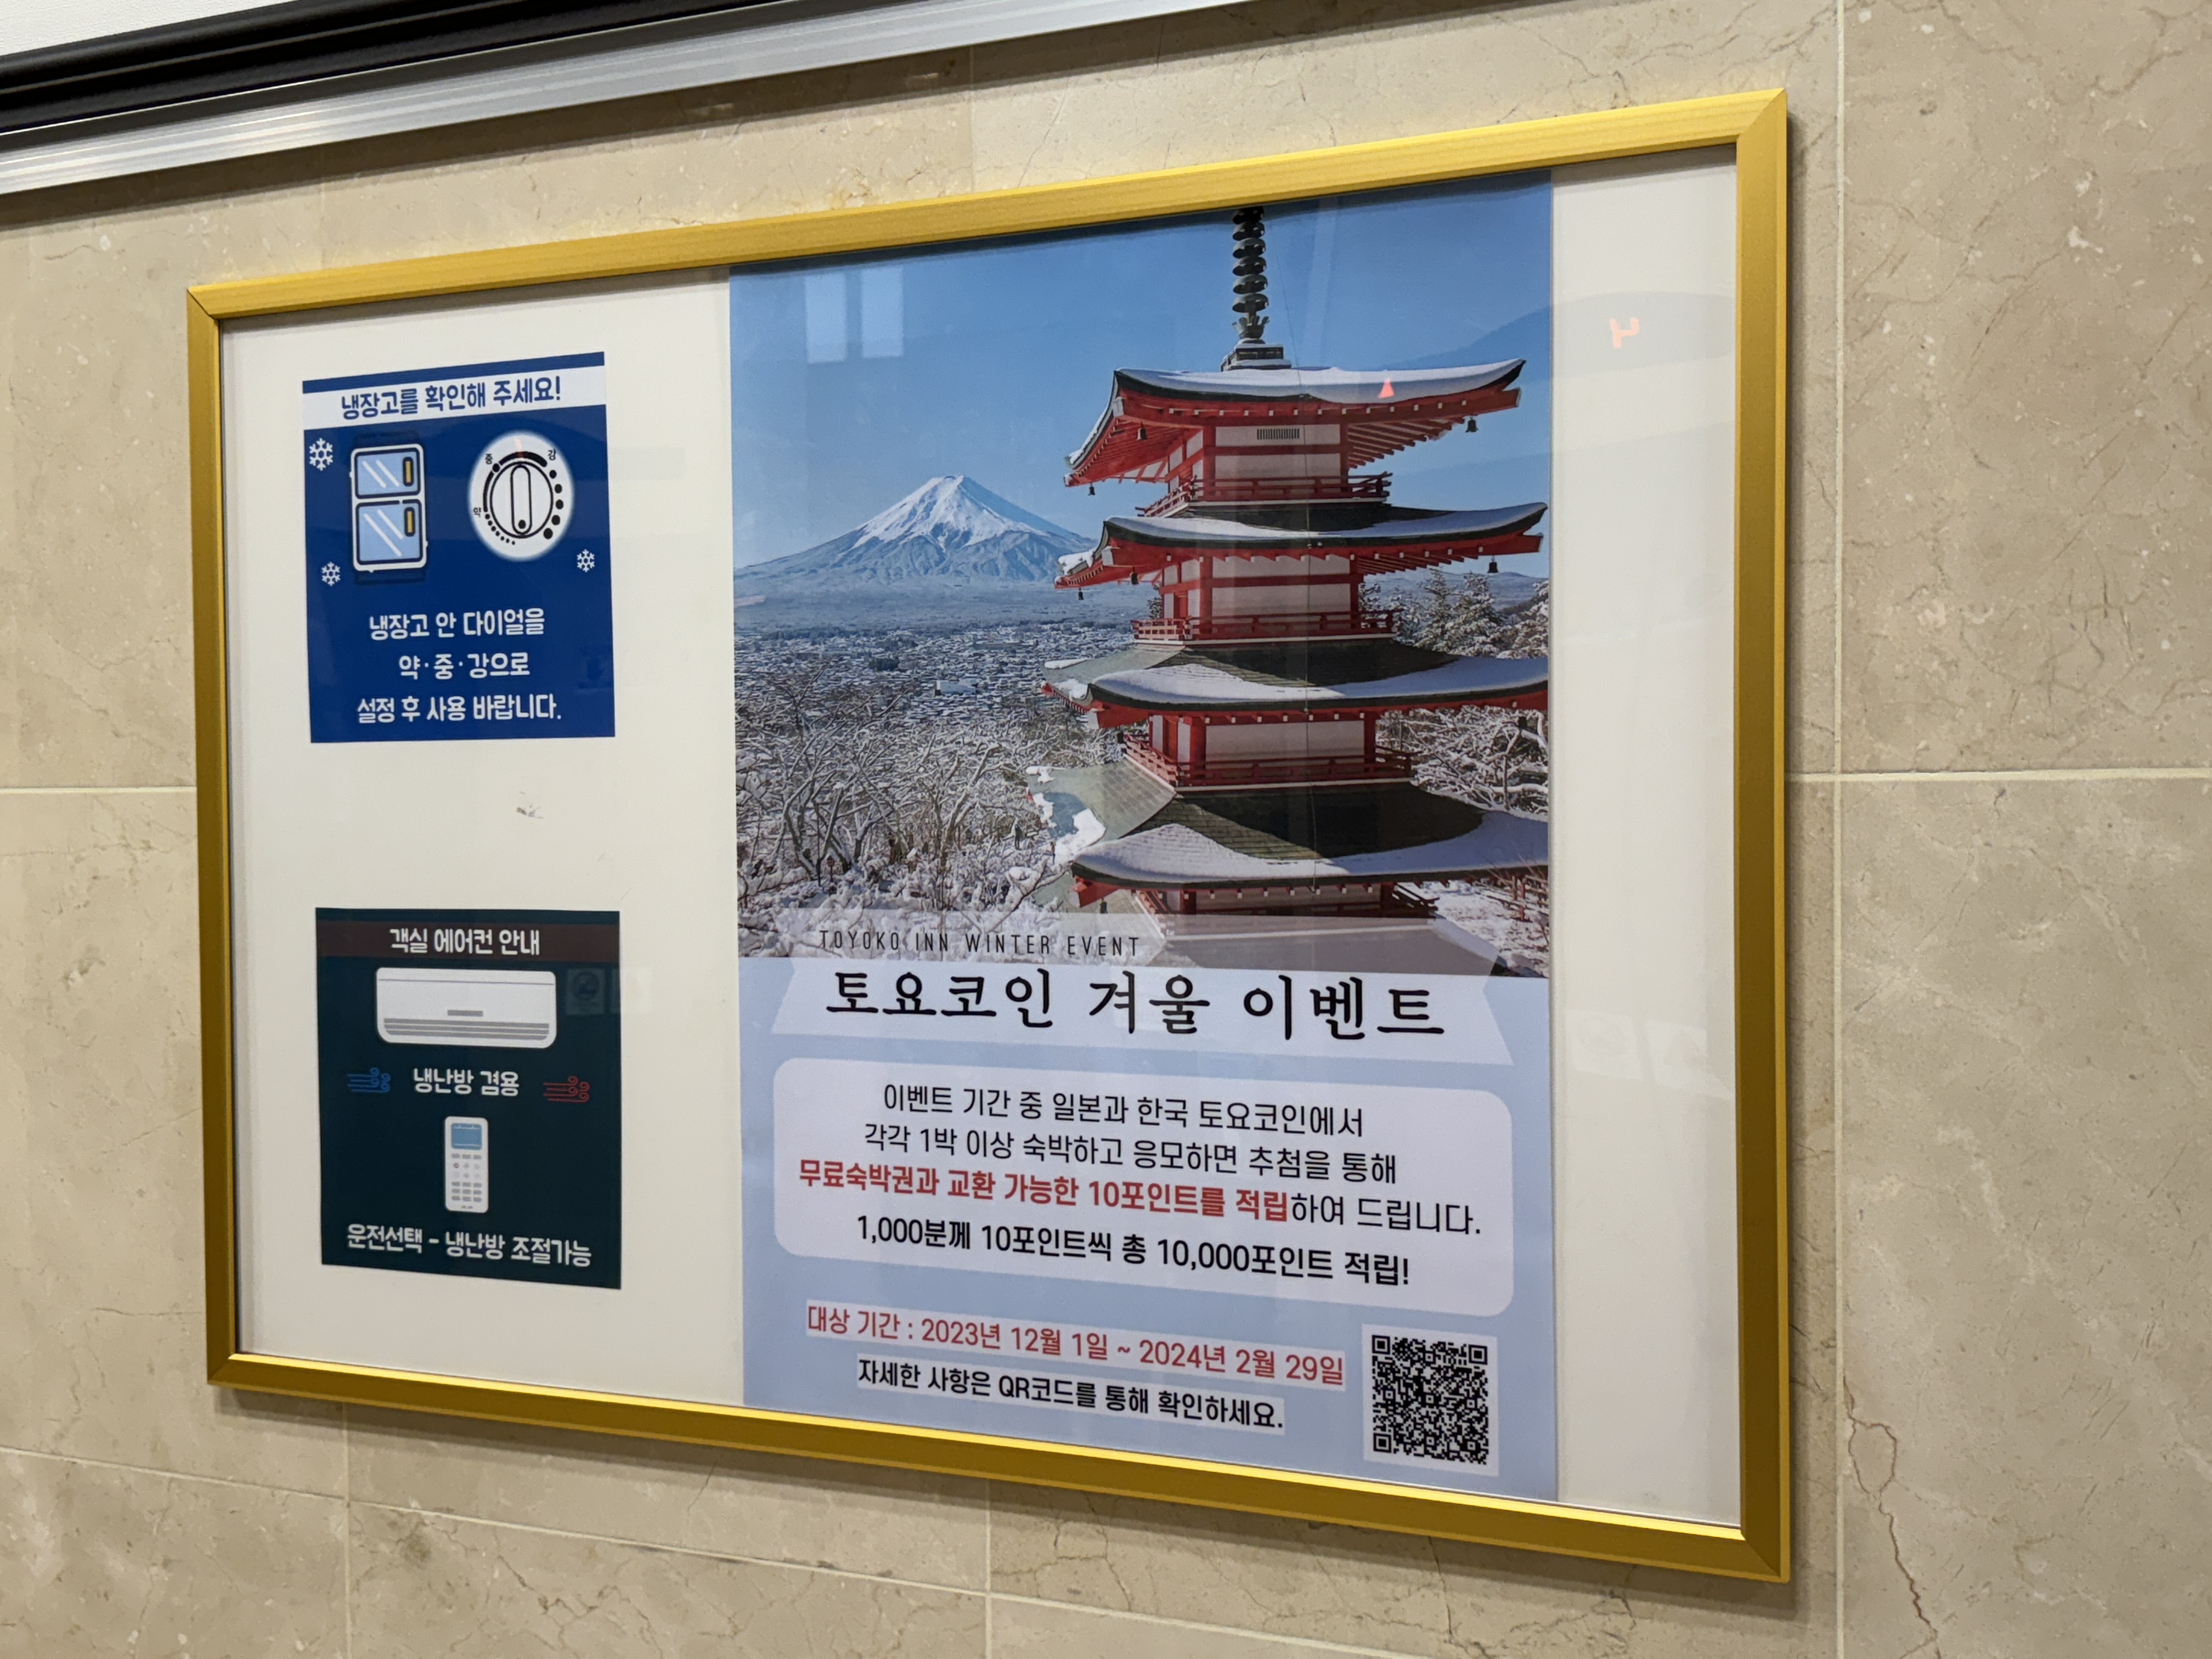 냉장고를 확인해 주세요!
약
중
강
냉장고 안 다이얼을
약·중·강으로
설정 후 사용 바랍니다.
객실 에어컨 안내
냉난방 겸용
운전선택 - 냉난방 조절가능
TOYOKO INN WINTER EVENT
토요코인 겨울 이벤트
이벤트 기간 중 일본과 한국 토요코인에서
각각 1박 이상 숙박하고 응모하면 추첨을 통해
무료숙박권과 교환 가능한 10포인트를 적립하여 드립니다.
1,000분께 10포인트씩 총 10,000포인트 적립!
대상 기간 : 2023년 12월 1일 ~ 2024년 2월 29일
자세한 사항은 QR코드를 통해 확인하세요.